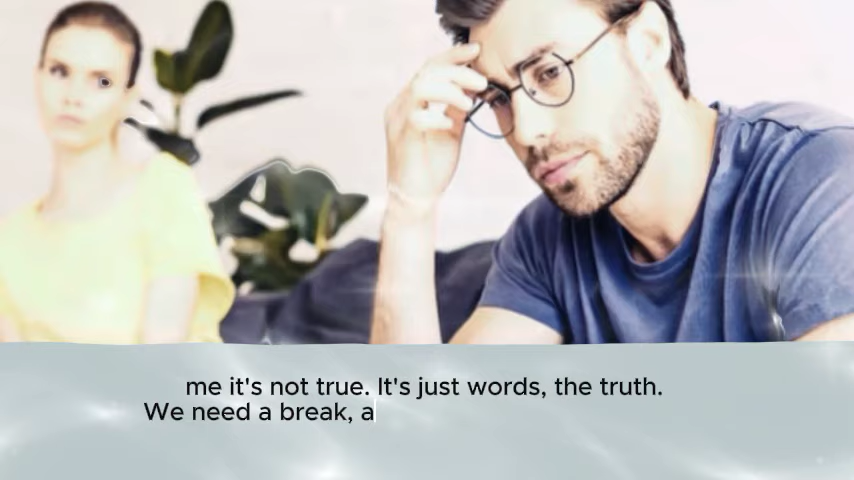 me it's not true. It's just words, the truth.
We need a break, a